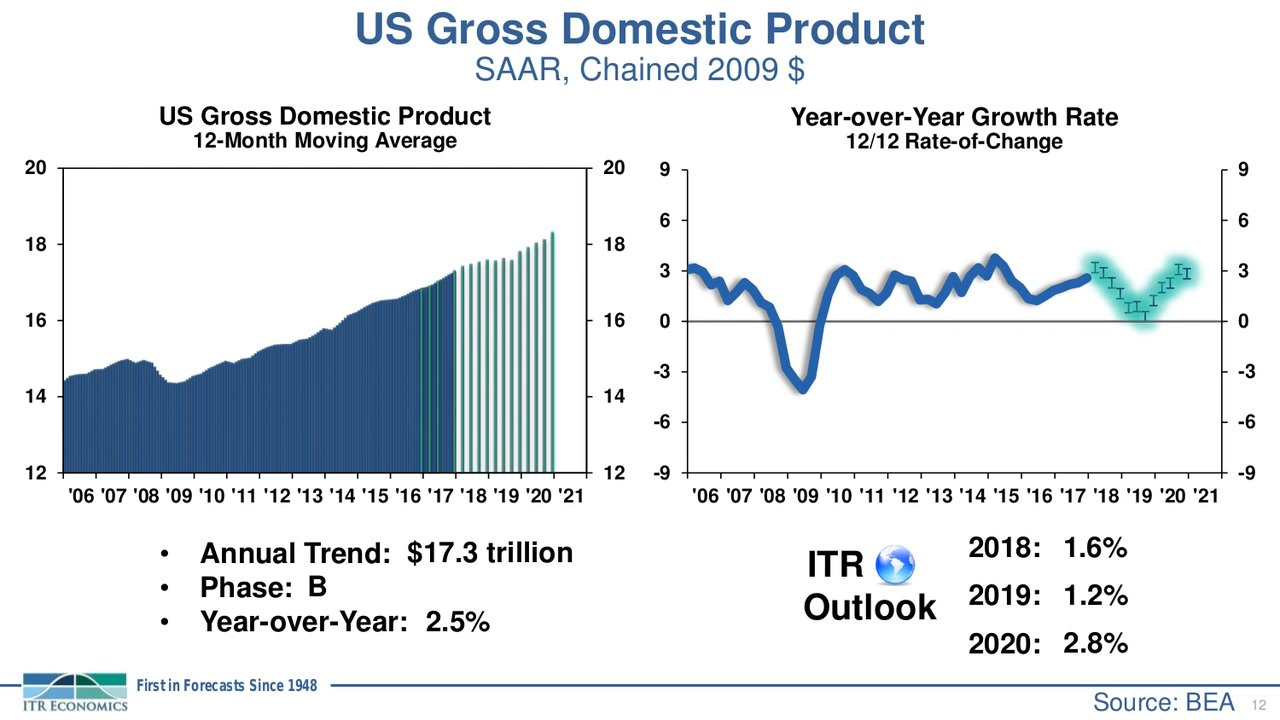 US Gross Domestic Product
SAAR, Chained 2009 $
US Gross Domestic Product
12-Month Moving Average
20
18
16
14
12
20
18
16
14
12
'06 '07 '08 '09 '10 '11 '12 '13 '14 '15 '16 '17 '18 '19 '20 '21
Year-over-Year Growth Rate
12/12 Rate-of-Change
9
6
3
0
-3
-6
-9
9
6
3
0
-3
-6
-9
'06 '07 '08 '09 '10 '11 '12 '13 '14 '15 '16 '17 '18 '19 '20 '21
• Annual Trend: $17.3 trillion
• Phase: B
• Year-over-Year: 2.5%
ITR
Outlook
2018: 1.6%
2019: 1.2%
2020: 2.8%
ITR ECONOMICS
First in Forecasts Since 1948
Source: BEA
12